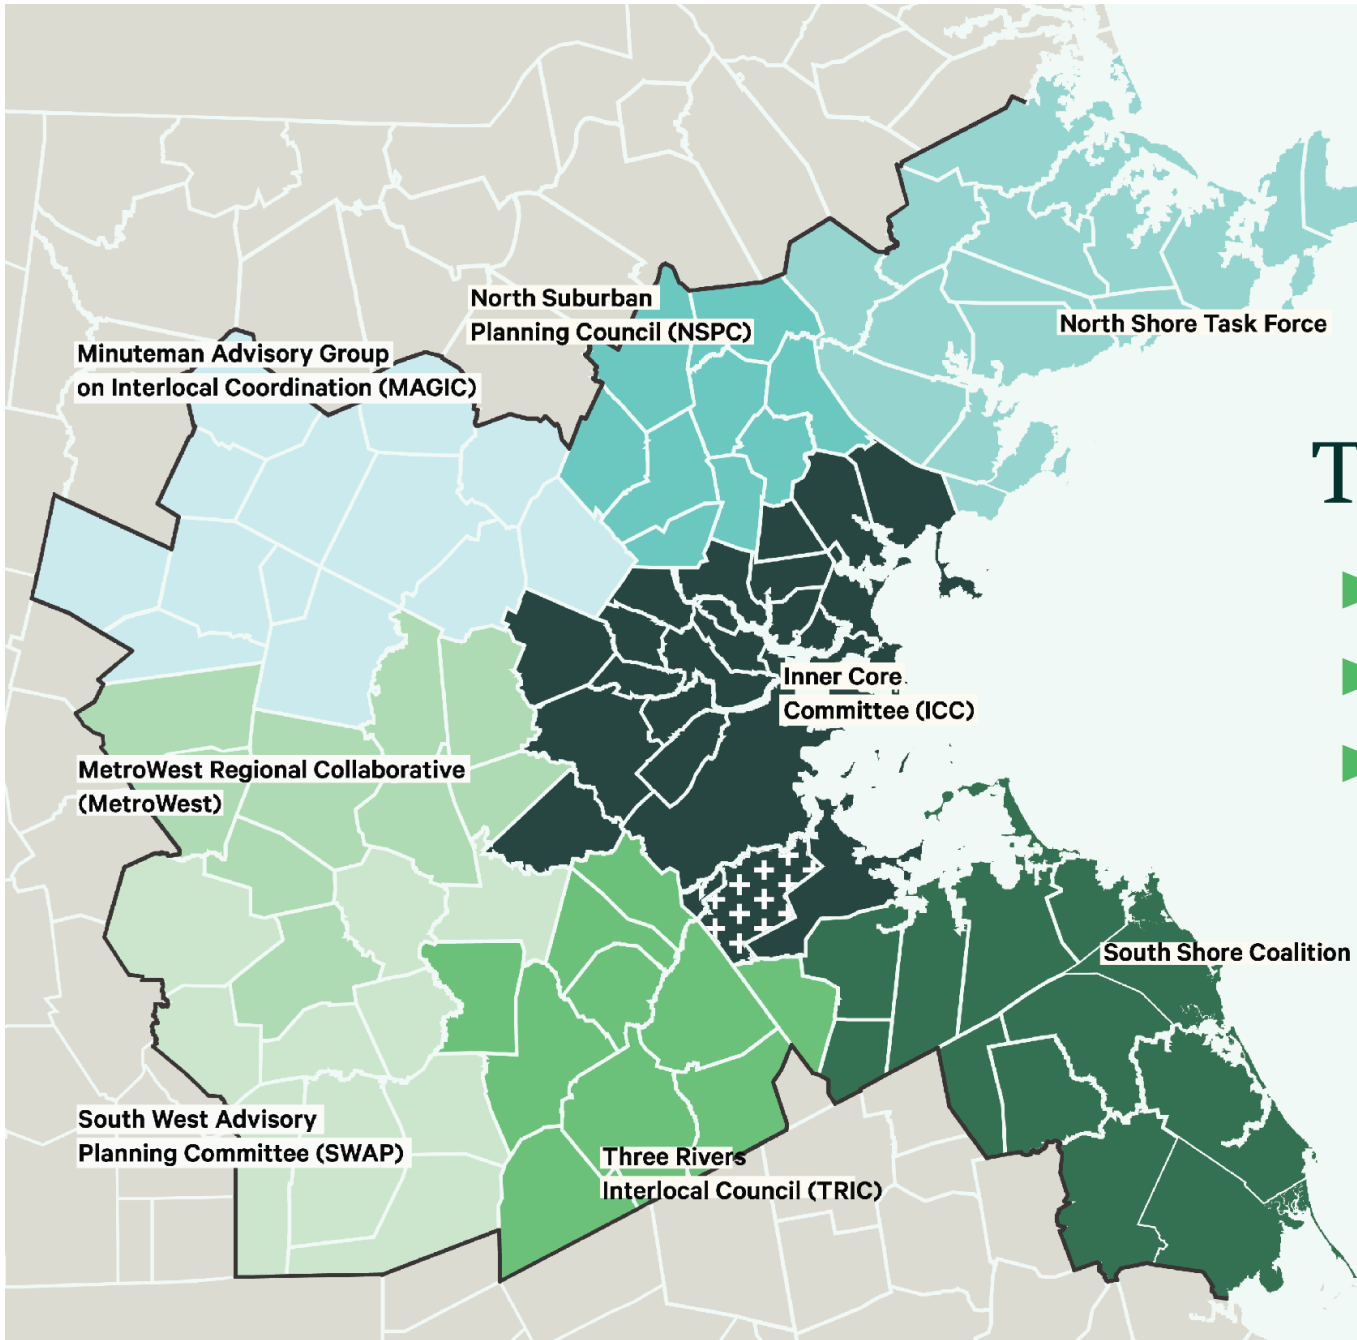 North Suburban
Planning Council (NSPC)
North Shore Task Force
Minuteman Advisory Group
on Interlocal Coordination (MAGIC)
T
Inner Core
Committee (ICC)
MetroWest Regional Collaborative
(MetroWest)
South Shore Coalition
South West Advisory
Planning Committee (SWAP)
Three Rivers
Interlocal Council (TRIC)